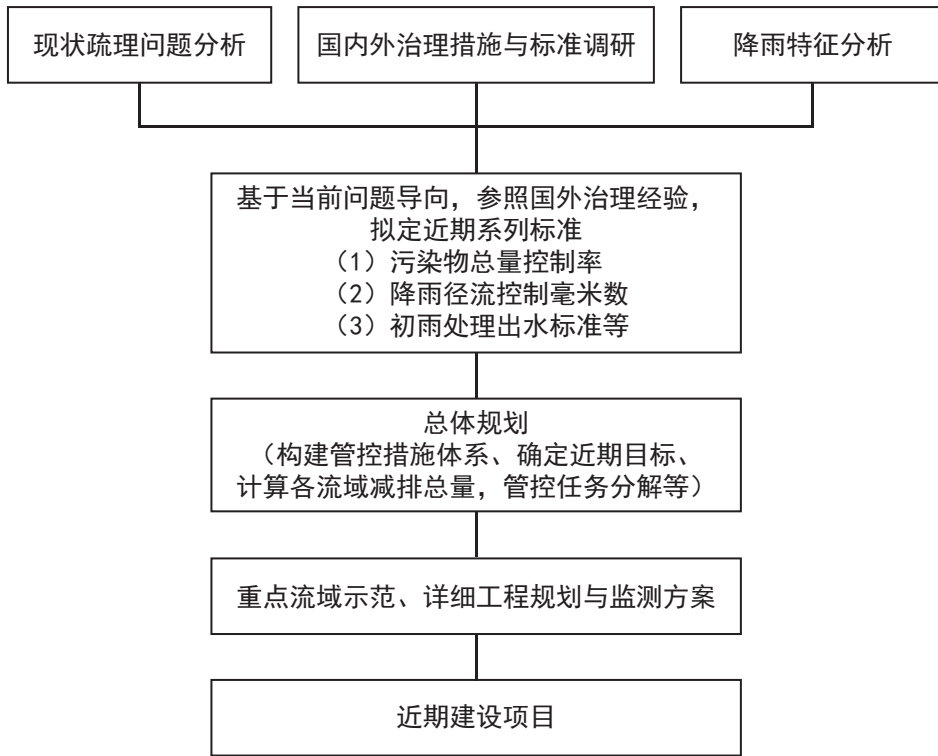 现状疏理问题分析
国内外治理措施与标准调研
降雨特征分析
基于当前问题导向，参照国外治理经验，
拟定近期系列标准
（1）污染物总量控制率
（2）降雨径流控制毫米数
（3）初雨处理出水标准等
总体规划
（构建管控措施体系、确定近期目标、
计算各流域减排总量，管控任务分解等）
重点流域示范、详细工程规划与监测方案
近期建设项目